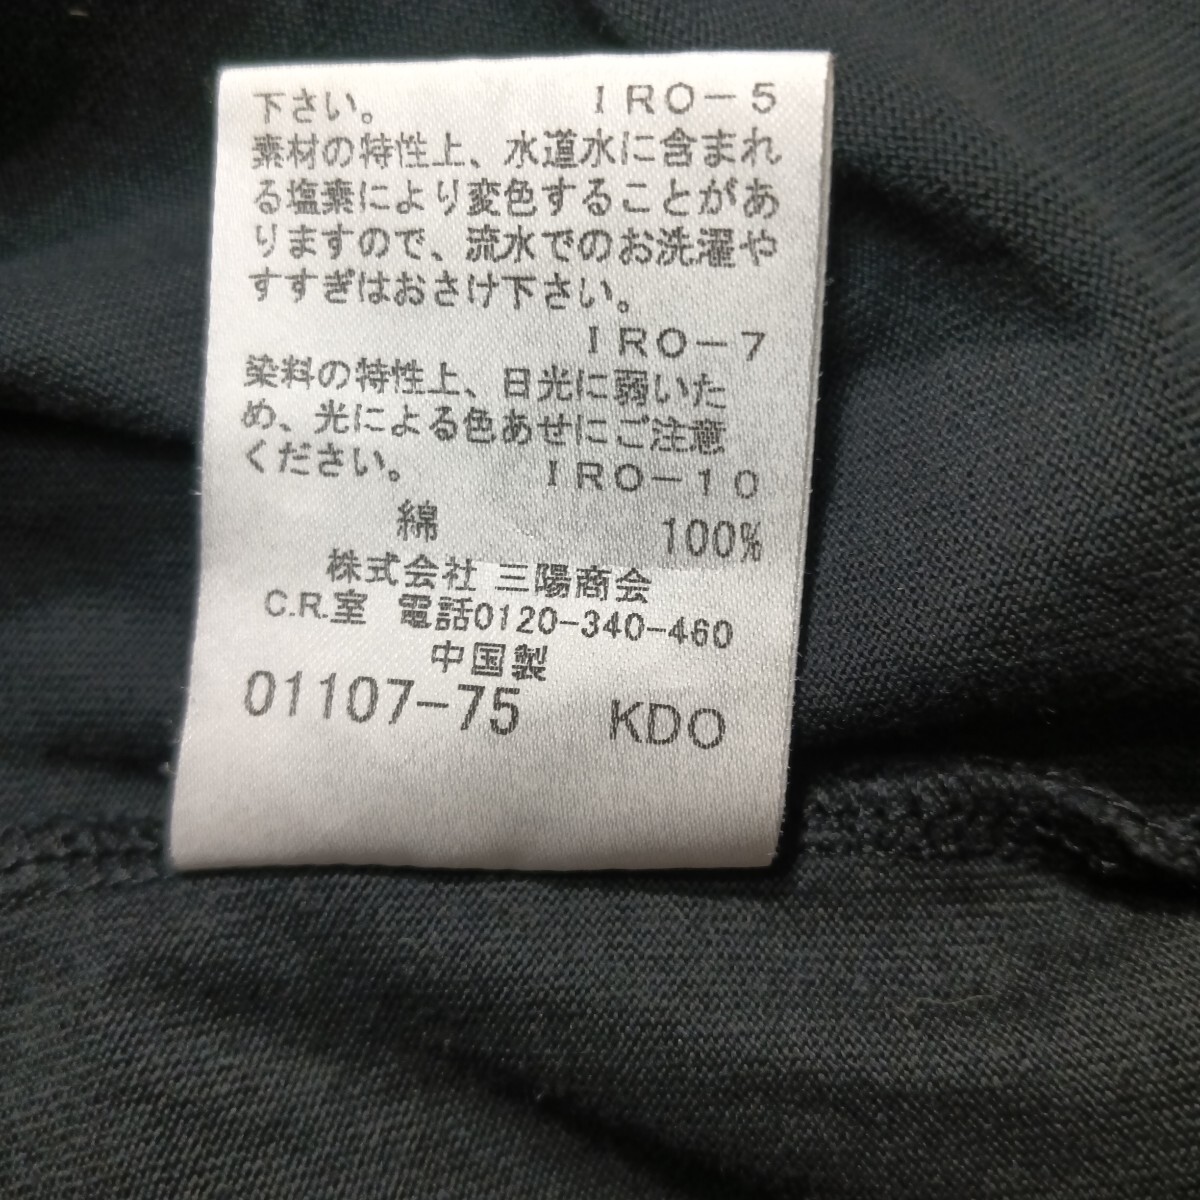 下さい。 IRO-5
素材の特性上、水道水に含まれ
る塩素により変色することがあ
りますので、流水でのお洗濯や
すすぎはおさけ下さい。
IRO-7
染料の特性上、日光に弱いた
め、光による色あせにご注意
ください。 IRO-10
綿 100%
株式会社 三陽商会
C.R.室 電話0120-340-460
中国製
01107-75 KDO